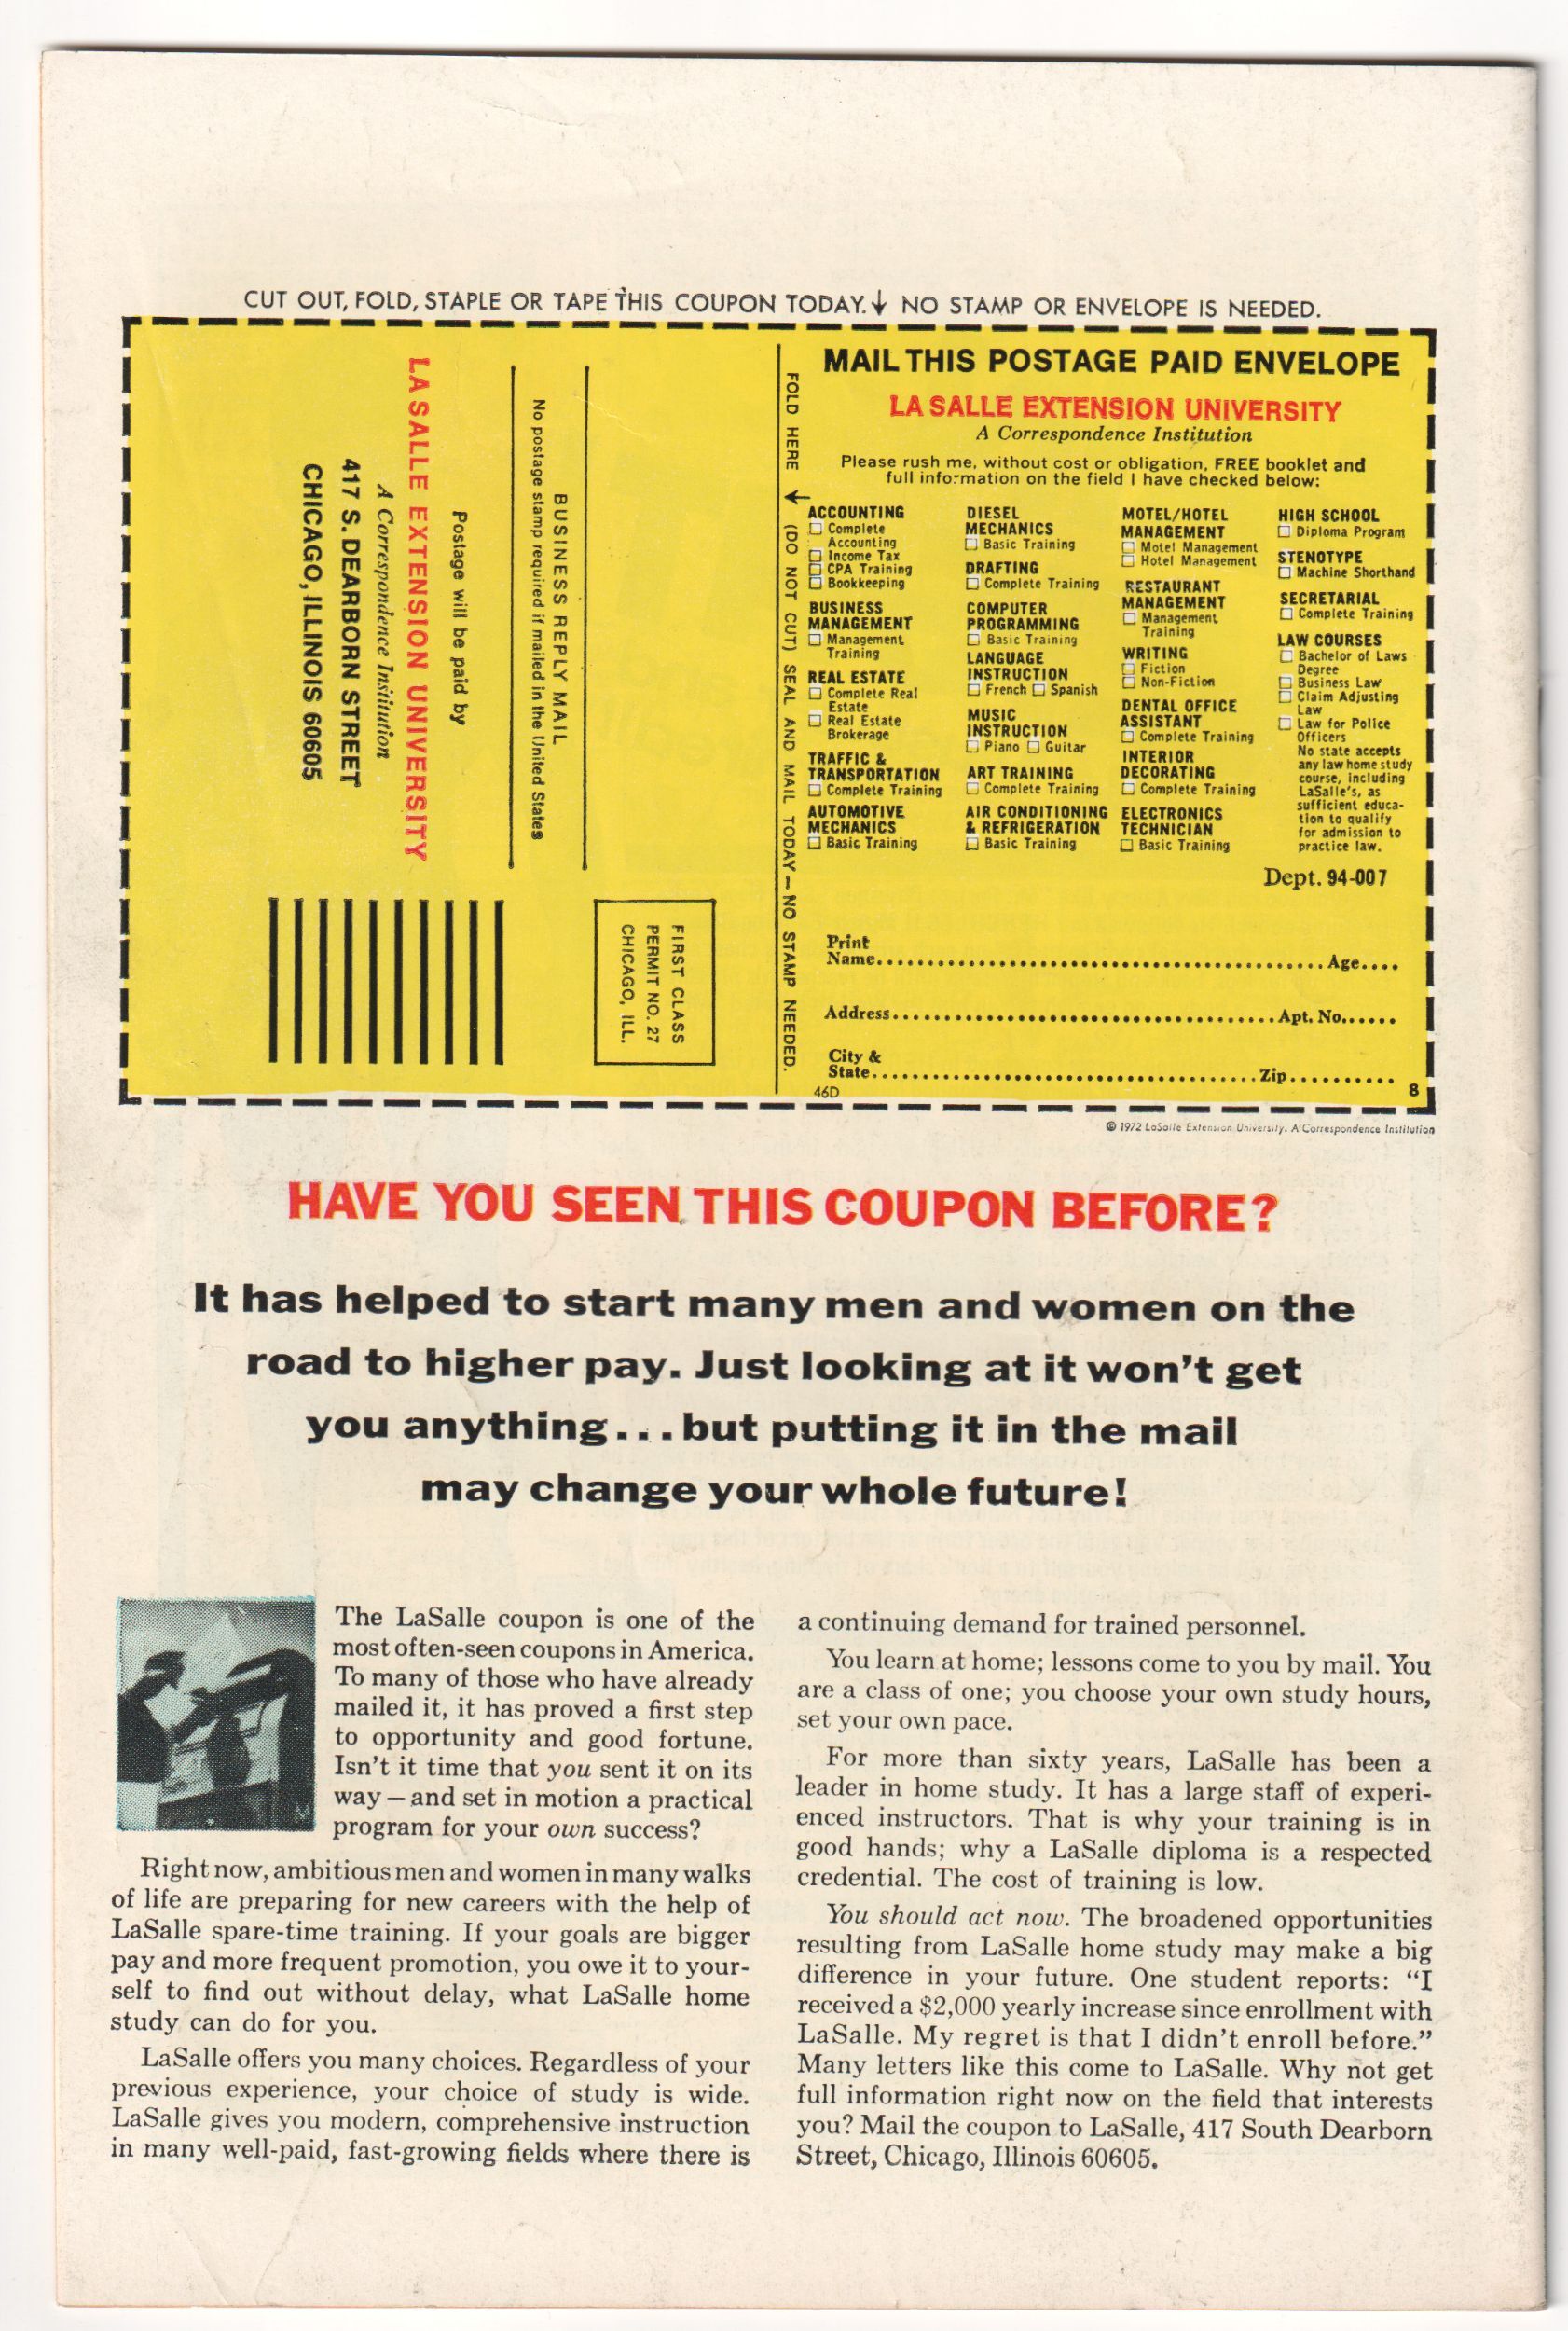 CUT OUT, FOLD, STAPLE OR TAPE THIS COUPON TODAY. ↓ NO STAMP OR ENVELOPE IS NEEDED.
LA SALLE EXTENSION UNIVERSITY
A Correspondence Institution
417 S. DEARBORN STREET
CHICAGO, ILLINOIS 60605
Postage will be paid by
BUSINESS REPLY MAIL
No postage stamp required if mailed in the United States
FIRST CLASS
PERMIT NO. 27
CHICAGO, ILL.
FOLD HERE ← (DO NOT CUT) SEAL AND MAIL TODAY — NO STAMP NEEDED.
MAIL THIS POSTAGE PAID ENVELOPE
LA SALLE EXTENSION UNIVERSITY
A Correspondence Institution
Please rush me, without cost or obligation, FREE booklet and
full information on the field I have checked below:
ACCOUNTING
☐ Complete
Accounting
☐ Income Tax
☐ CPA Training
☐ Bookkeeping
BUSINESS
MANAGEMENT
☐ Management
Training
REAL ESTATE
☐ Complete Real
Estate
☐ Real Estate
Brokerage
TRAFFIC &
TRANSPORTATION
☐ Complete Training
AUTOMOTIVE
MECHANICS
☐ Basic Training
DIESEL
MECHANICS
☐ Basic Training
DRAFTING
☐ Complete Training
COMPUTER
PROGRAMMING
☐ Basic Training
LANGUAGE
INSTRUCTION
☐ French ☐ Spanish
MUSIC
INSTRUCTION
☐ Piano ☐ Guitar
ART TRAINING
☐ Complete Training
AIR CONDITIONING
& REFRIGERATION
☐ Basic Training
MOTEL/HOTEL
MANAGEMENT
☐ Motel Management
☐ Hotel Management
RESTAURANT
MANAGEMENT
☐ Management
Training
WRITING
☐ Fiction
☐ Non-Fiction
DENTAL OFFICE
ASSISTANT
☐ Complete Training
INTERIOR
DECORATING
☐ Complete Training
ELECTRONICS
TECHNICIAN
☐ Basic Training
HIGH SCHOOL
☐ Diploma Program
STENOTYPE
☐ Machine Shorthand
SECRETARIAL
☐ Complete Training
LAW COURSES
☐ Bachelor of Laws
Degree
☐ Business Law
☐ Claim Adjusting
Law
☐ Law for Police
Officers
No state accepts
any law home study
course, including
LaSalle's, as
sufficient educa-
tion to qualify
for admission to
practice law.
Dept. 94-007
Print
Name........................................Age....
Address....................................Apt. No......
City &
State....................................Zip..........
46D
8
© 1972 LaSalle Extension University. A Correspondence Institution
HAVE YOU SEEN THIS COUPON BEFORE?
It has helped to start many men and women on the
road to higher pay. Just looking at it won't get
you anything...but putting it in the mail
may change your whole future!
The LaSalle coupon is one of the
most often-seen coupons in America.
To many of those who have already
mailed it, it has proved a first step
to opportunity and good fortune.
Isn't it time that you sent it on its
way — and set in motion a practical
program for your own success?
Right now, ambitious men and women in many walks
of life are preparing for new careers with the help of
LaSalle spare-time training. If your goals are bigger
pay and more frequent promotion, you owe it to your-
self to find out without delay, what LaSalle home
study can do for you.
LaSalle offers you many choices. Regardless of your
previous experience, your choice of study is wide.
LaSalle gives you modern, comprehensive instruction
in many well-paid, fast-growing fields where there is
a continuing demand for trained personnel.
You learn at home; lessons come to you by mail. You
are a class of one; you choose your own study hours,
set your own pace.
For more than sixty years, LaSalle has been a
leader in home study. It has a large staff of experi-
enced instructors. That is why your training is in
good hands; why a LaSalle diploma is a respected
credential. The cost of training is low.
You should act now. The broadened opportunities
resulting from LaSalle home study may make a big
difference in your future. One student reports: "I
received a $2,000 yearly increase since enrollment with
LaSalle. My regret is that I didn't enroll before."
Many letters like this come to LaSalle. Why not get
full information right now on the field that interests
you? Mail the coupon to LaSalle, 417 South Dearborn
Street, Chicago, Illinois 60605.